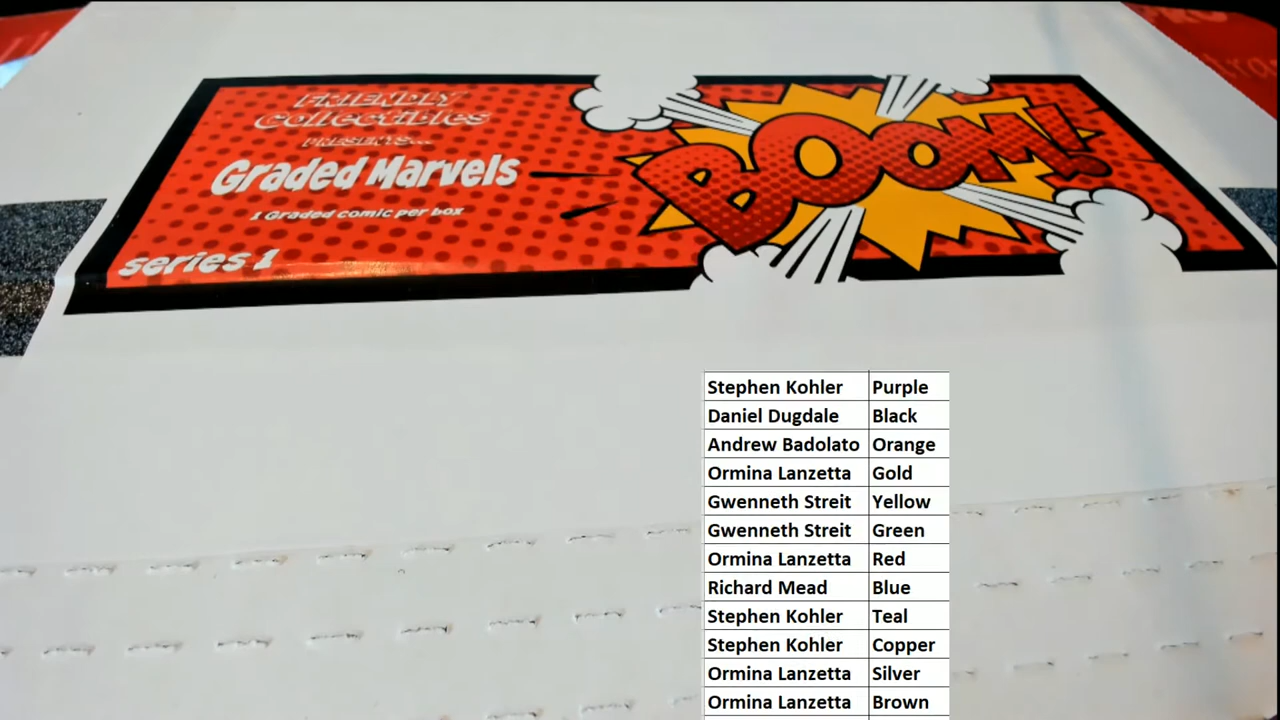 FRIENDLY
Collectibles
PRESENTS...
Graded Marvels
1 Graded comic per box
series 1
BOOM!
Stephen Kohler Purple
Daniel Dugdale Black
Andrew Badolato Orange
Ormina Lanzetta Gold
Gwenneth Streit Yellow
Gwenneth Streit Green
Ormina Lanzetta Red
Richard Mead Blue
Stephen Kohler Teal
Stephen Kohler Copper
Ormina Lanzetta Silver
Ormina Lanzetta Brown